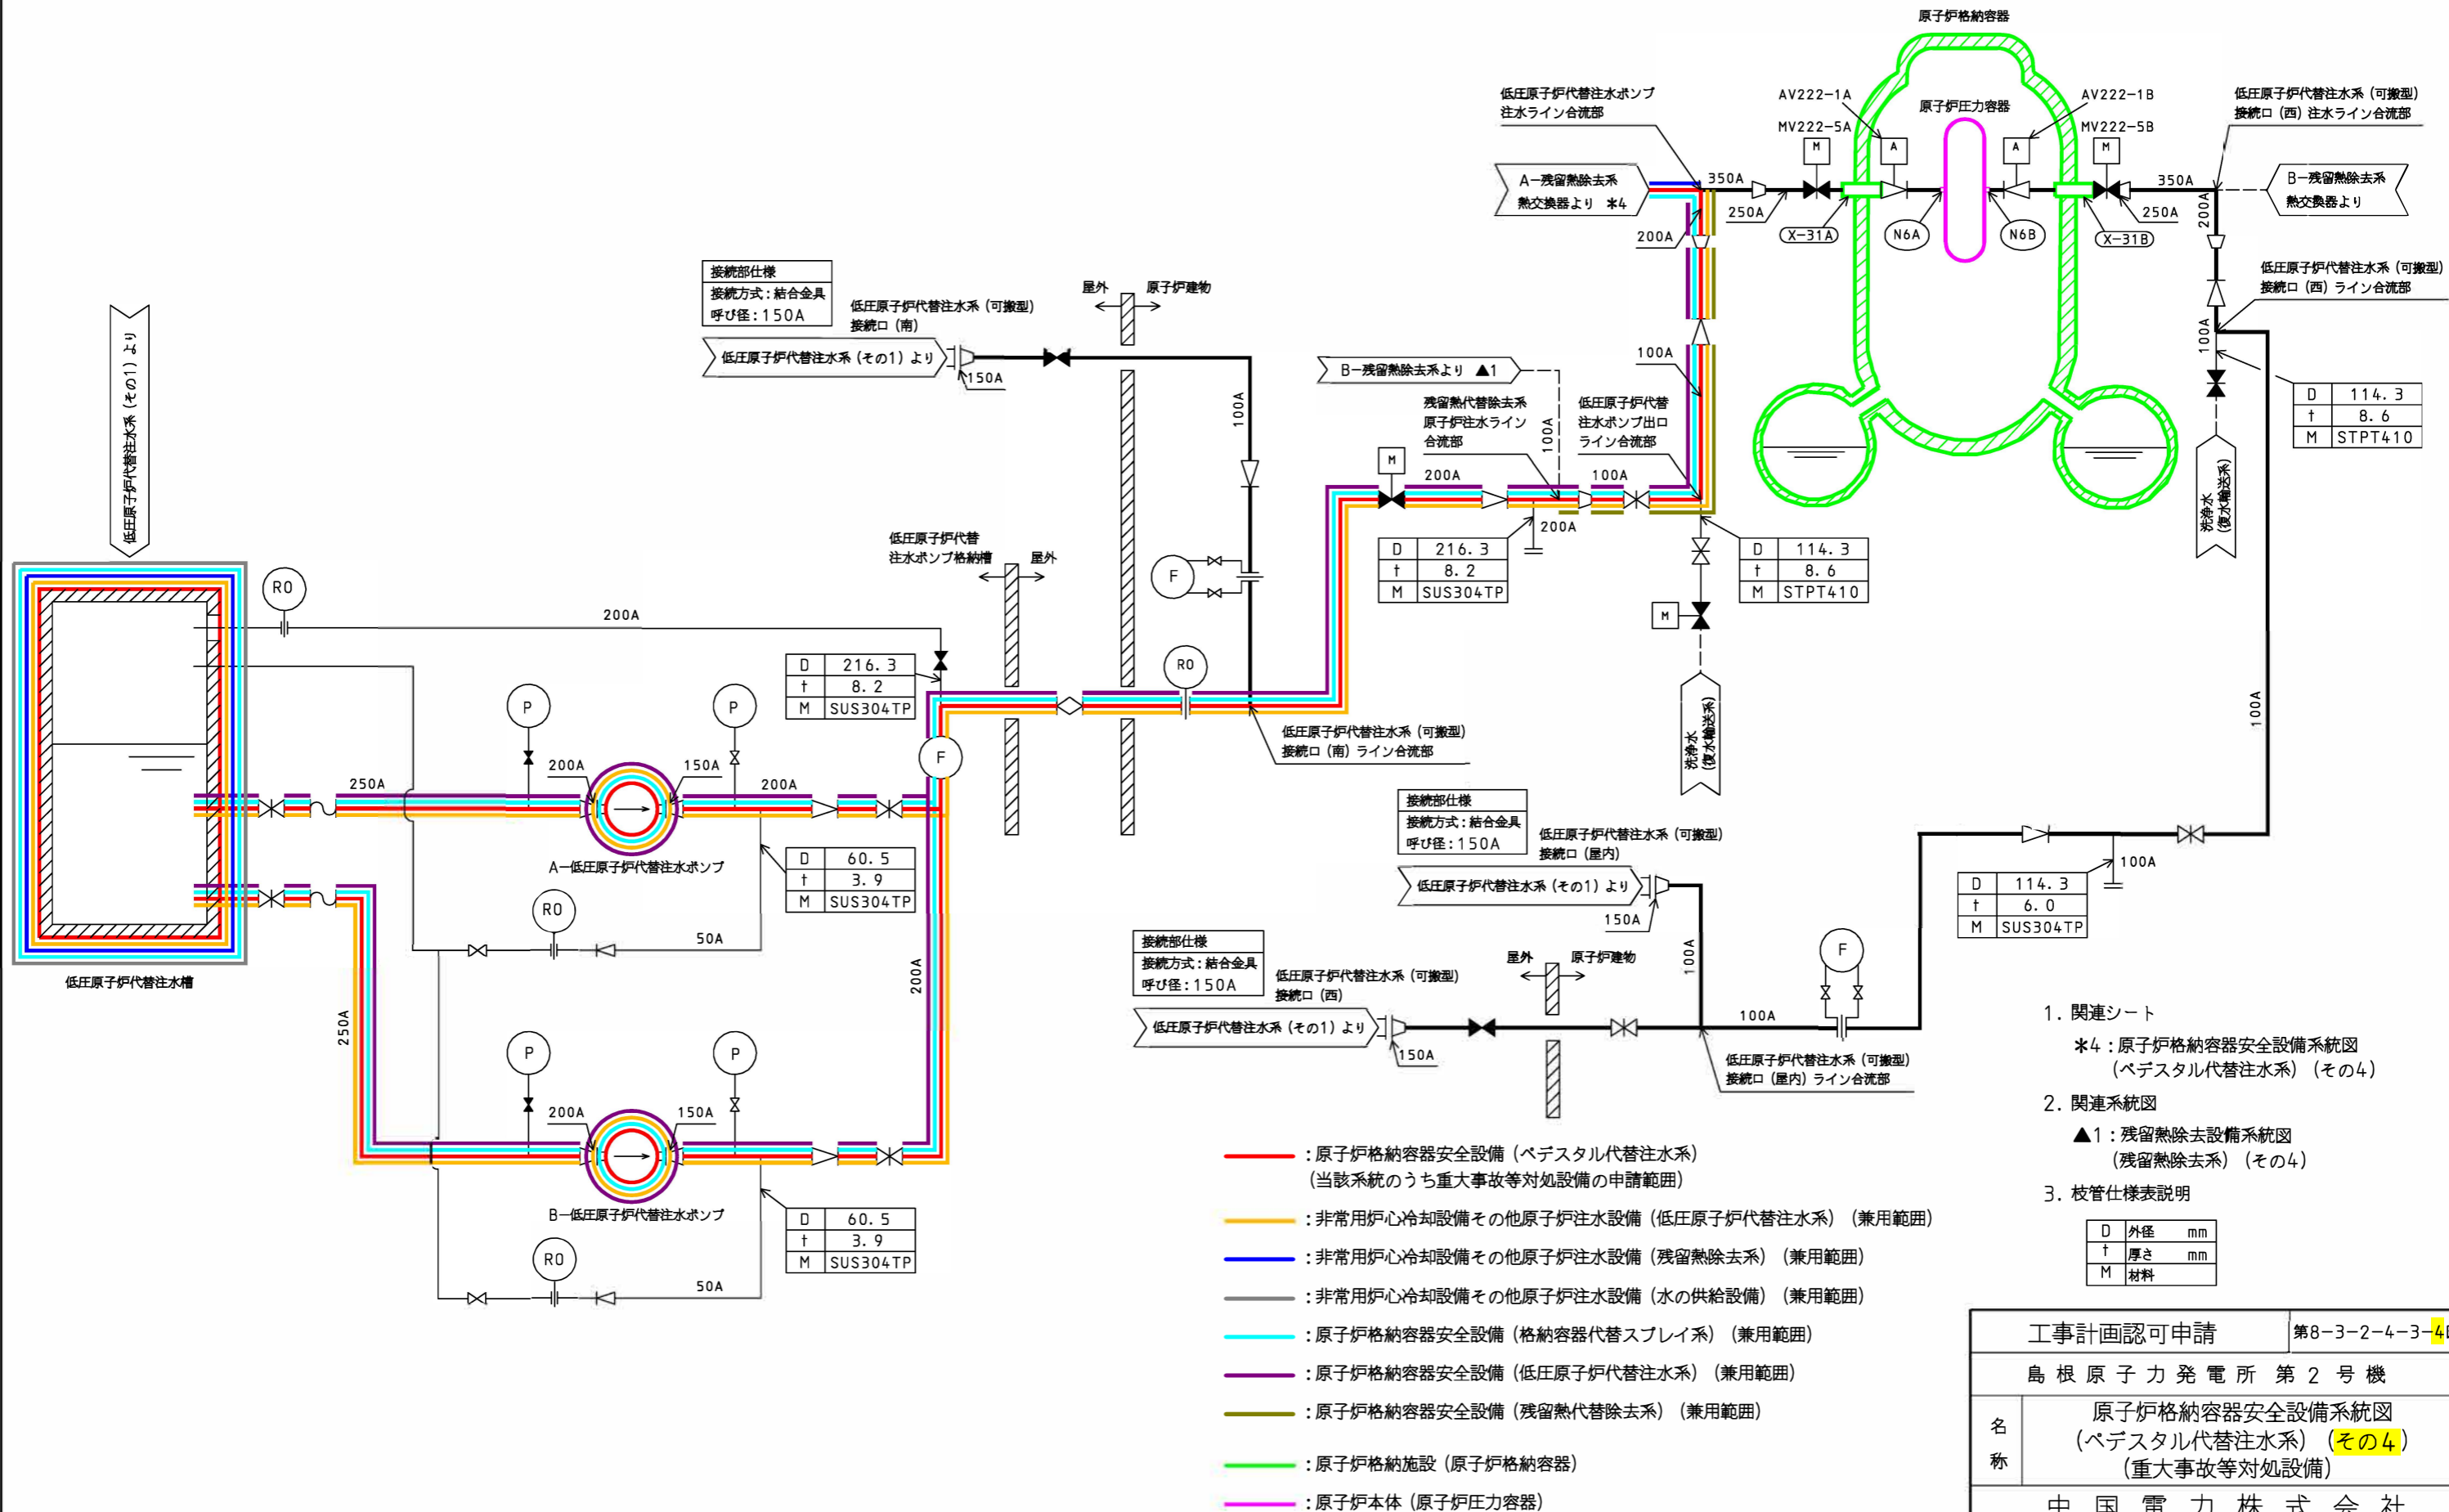 原子炉格納容器
低圧原子炉代替注水ポンプ
注水ライン合流部
AV222-1A
原子炉圧力容器
AV222-1B
低圧原子炉代替注水系（可搬型）
接続口（西）注水ライン合流部
MV222-5A
MV222-5B
M
A
A
M
A－残留熱除去系
熱交換器より ＊4
350A
350A
B－残留熱除去系
熱交換器より
250A
250A
200A
200A
X-31A
N6A
N6B
X-31B
接続部仕様
接続方式：結合金具
呼び径：150A
低圧原子炉代替注水系（可搬型）
接続口（南）
屋外
原子炉建物
低圧原子炉代替注水系（可搬型）
接続口（西）ライン合流部
低圧原子炉代替注水系（その1）より
低圧原子炉代替注水系（その1）より
150A
100A
B－残留熱除去系より ▲1
100A
100A
残留熱代替除去系
原子炉注水ライン
合流部
100A
低圧原子炉代替
注水ポンプ出口
ライン合流部
D 114.3
t 8.6
M STPT410
M
200A
100A
200A
洗浄水
（復水輸送系）
低圧原子炉代替
注水ポンプ格納槽
屋外
D 216.3
t 8.2
M SUS304TP
D 114.3
t 8.6
M STPT410
F
RO
200A
M
RO
D 216.3
t 8.2
M SUS304TP
P
P
洗浄水
（復水輸送系）
100A
低圧原子炉代替注水系（可搬型）
接続口（南）ライン合流部
F
250A
200A
150A
200A
A－低圧原子炉代替注水ポンプ
D 60.5
t 3.9
M SUS304TP
接続部仕様
接続方式：結合金具
呼び径：150A
低圧原子炉代替注水系（可搬型）
接続口（屋内）
低圧原子炉代替注水系（その1）より
150A
100A
100A
D 114.3
t 6.0
M SUS304TP
RO
50A
低圧原子炉代替注水槽
200A
接続部仕様
接続方式：結合金具
呼び径：150A
低圧原子炉代替注水系（可搬型）
接続口（西）
屋外
原子炉建物
F
低圧原子炉代替注水系（その1）より
150A
100A
低圧原子炉代替注水系（可搬型）
接続口（屋内）ライン合流部
250A
P
P
200A
150A
B－低圧原子炉代替注水ポンプ
D 60.5
t 3.9
M SUS304TP
RO
50A
1. 関連シート
＊4：原子炉格納容器安全設備系統図
（ペデスタル代替注水系）（その4）
2. 関連系統図
▲1：残留熱除去設備系統図
（残留熱除去系）（その4）
3. 枝管仕様表説明
D 外径 mm
t 厚さ mm
M 材料
：原子炉格納容器安全設備（ペデスタル代替注水系）
（当該系統のうち重大事故等対処設備の申請範囲）
：非常用炉心冷却設備その他原子炉注水設備（低圧原子炉代替注水系）（兼用範囲）
：非常用炉心冷却設備その他原子炉注水設備（残留熱除去系）（兼用範囲）
：非常用炉心冷却設備その他原子炉注水設備（水の供給設備）（兼用範囲）
：原子炉格納容器安全設備（格納容器代替スプレイ系）（兼用範囲）
：原子炉格納容器安全設備（低圧原子炉代替注水系）（兼用範囲）
：原子炉格納容器安全設備（残留熱代替除去系）（兼用範囲）
：原子炉格納施設（原子炉格納容器）
：原子炉本体（原子炉圧力容器）
工事計画認可申請 第8-3-2-4-3-4
島根原子力発電所 第2号機
名称
原子炉格納容器安全設備系統図
（ペデスタル代替注水系）（その4）
（重大事故等対処設備）
中国電力株式会社